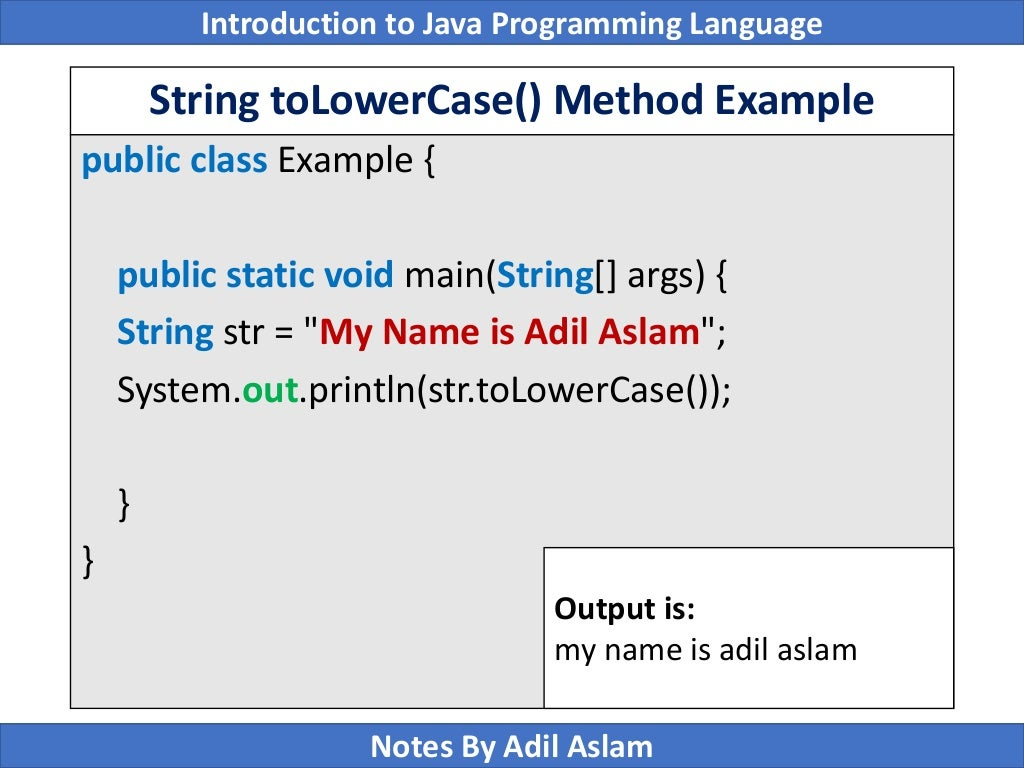 Introduction to Java Programming Language
String toLowerCase() Method Example
public class Example {
public static void main(String[] args) {
String str = "My Name is Adil Aslam";
System.out.println(str.toLowerCase());
}
}
Output is:
my name is adil aslam
Notes By Adil Aslam